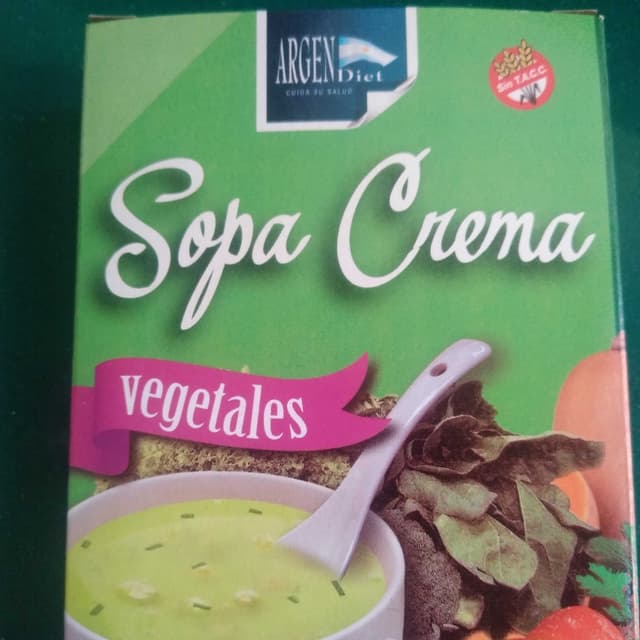 ARGEN
Diet
CUIDA SU SALUD
Sin T.A.C.C.
Sopa Crema
vegetales